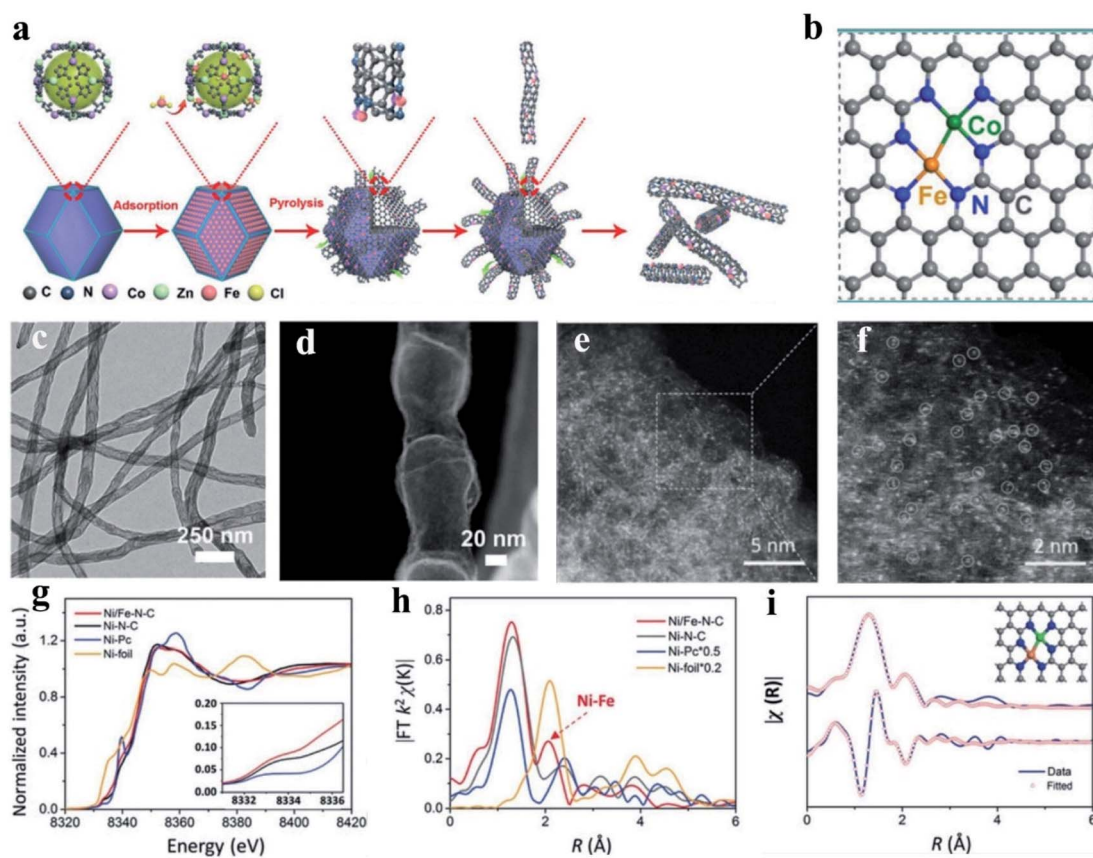 a
Adsorption
Pyrolysis
C N Co Zn Fe Cl
b
Co
Fe N C
c
250 nm
d
20 nm
e
5 nm
f
2 nm
g
Normalized intensity (a.u.)
1.2
0.8
0.4
0.0
Ni/Fe-N-C
Ni-N-C
Ni-Pc
Ni-foil
0.20
0.15
0.10
0.05
0.00
8332 8334 8336
8320 8360 8380 8400 8420
Energy (eV)
h
|FT k² χ(K)|
0.8
0.6
0.4
0.2
0.0
Ni/Fe-N-C
Ni-N-C
Ni-Pc*0.5
Ni-foil*0.2
Ni-Fe
0 2 4 6
R (Å)
i
|χ (R)|
Data
Fitted
0 2 4 6
R (Å)